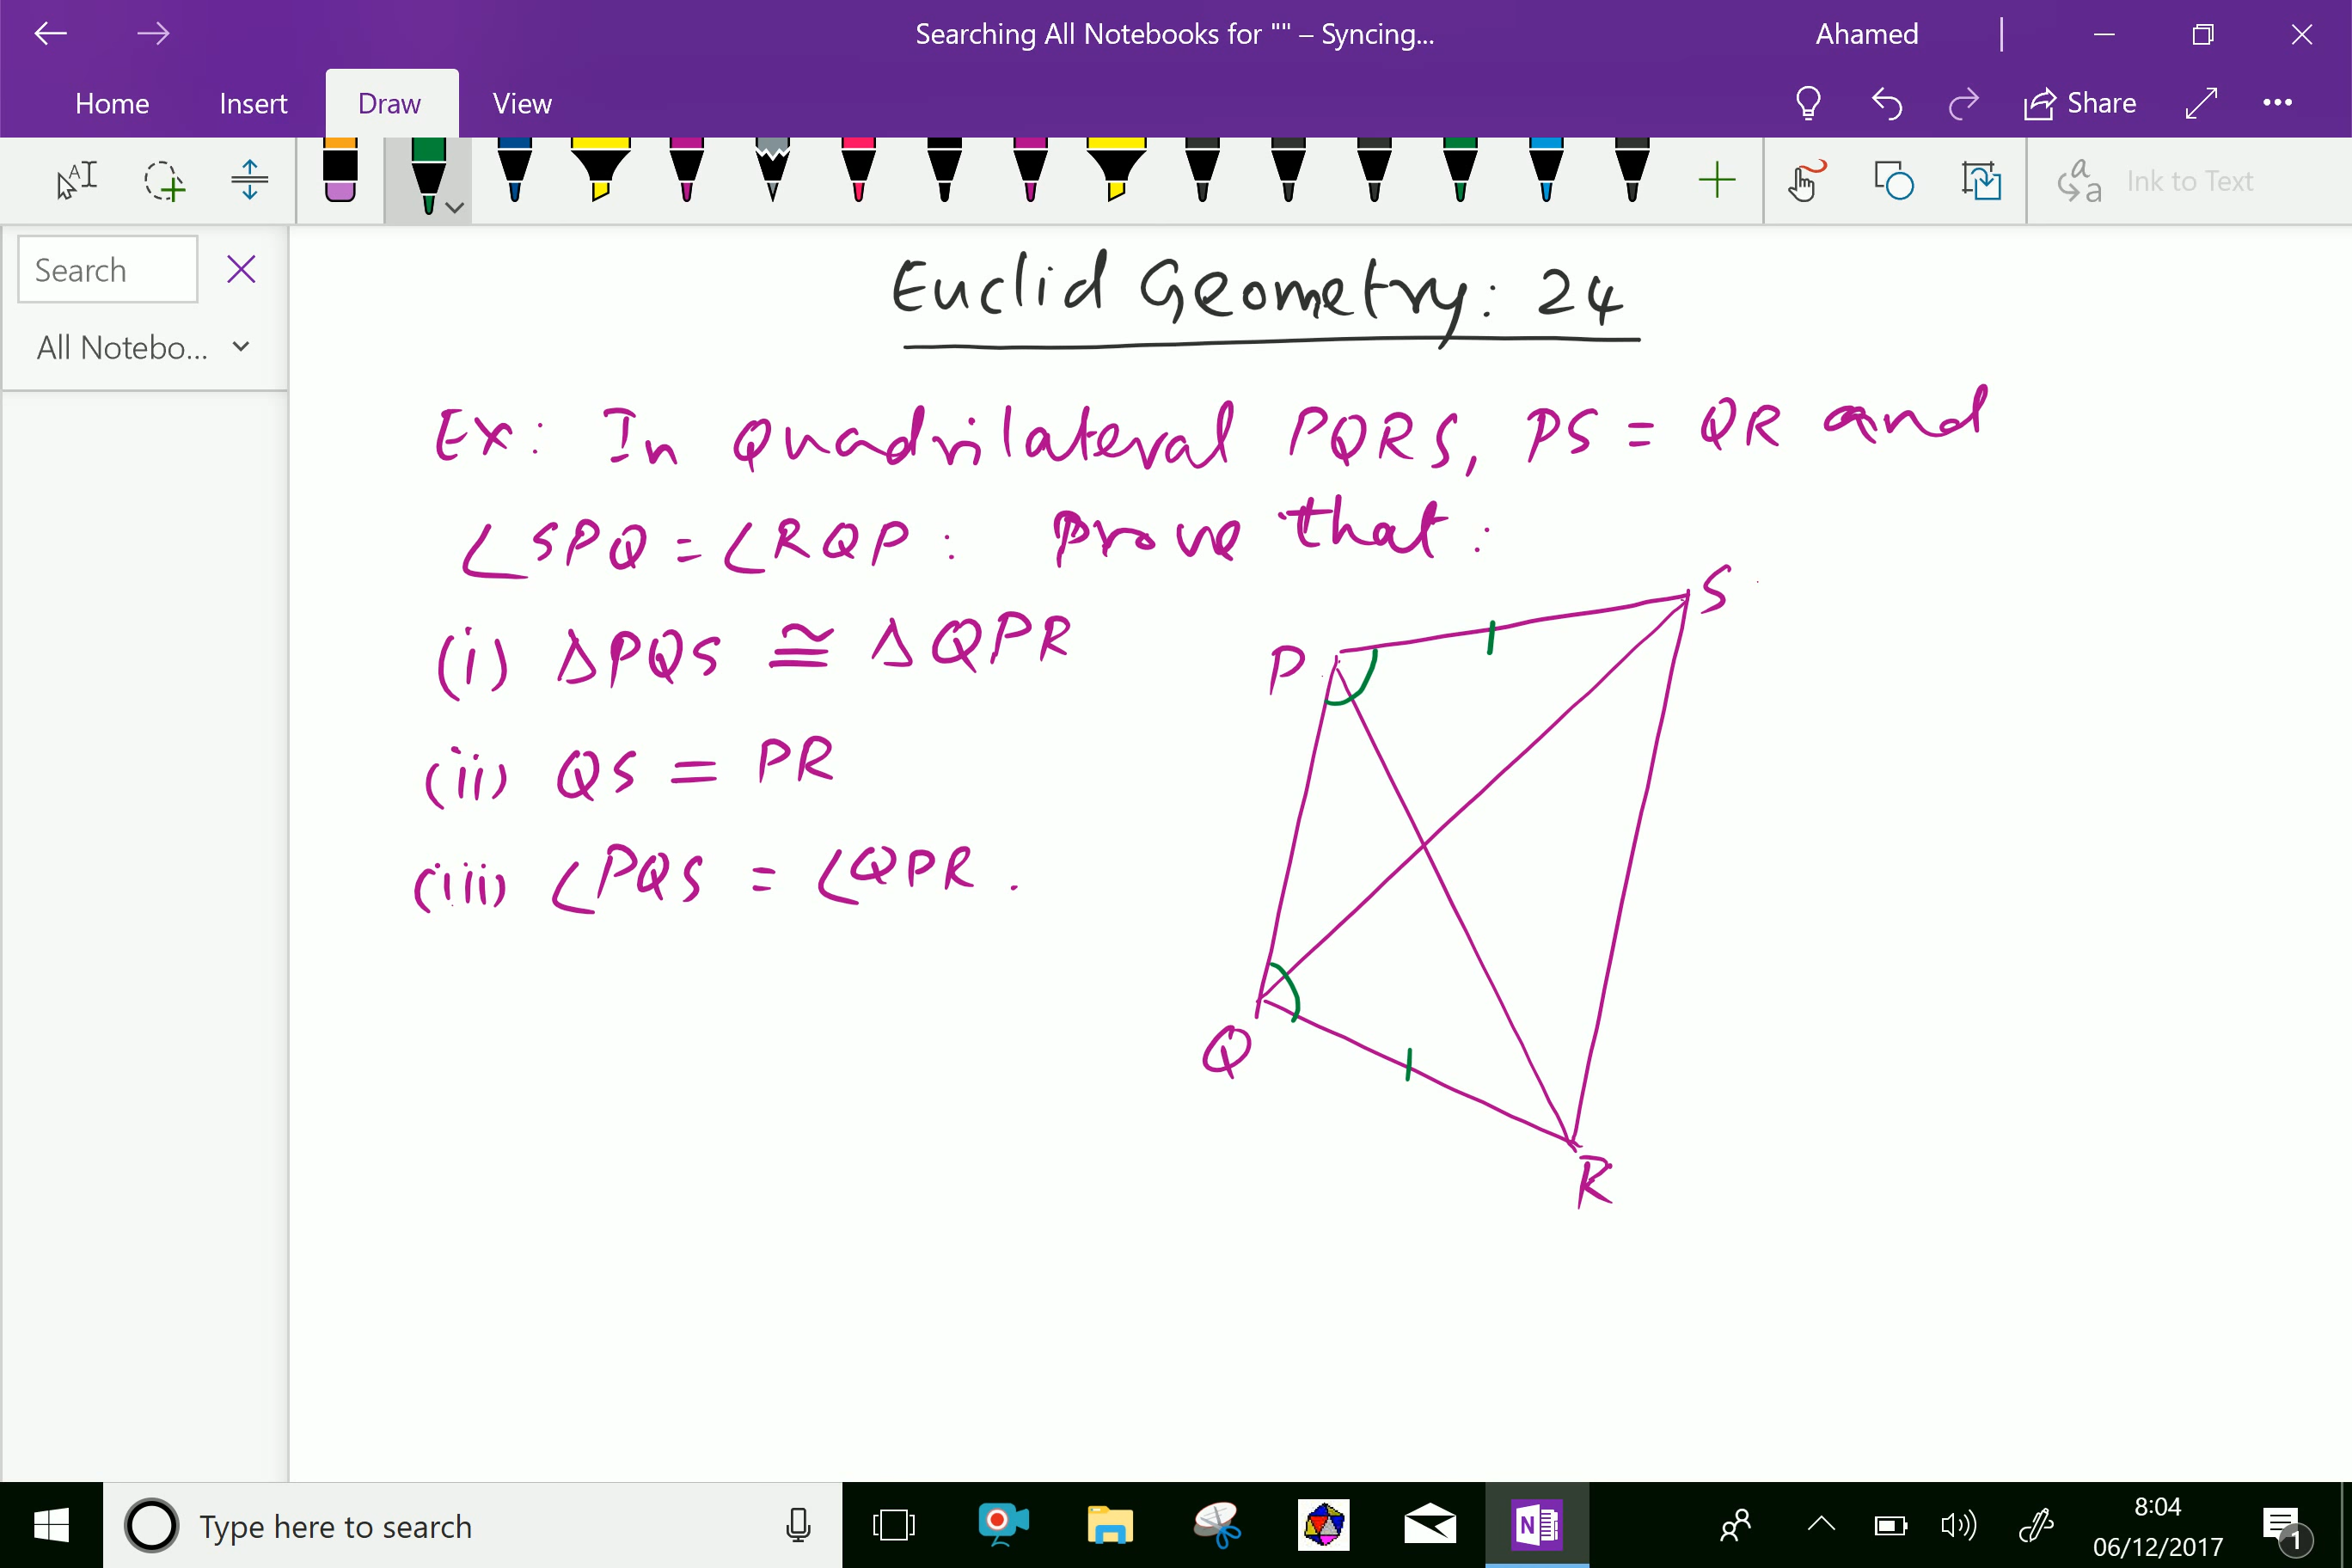 Searching All Notebooks for "" – Syncing...
Ahamed
Home Insert Draw View
Share
Ink to Text
Search
All Notebo...
Euclid Geometry: 24
Ex: In Quadrilateral PQRS, PS = QR and
∠SPQ = ∠RQP. Prove that:
(i) ΔPQS ≅ ΔQPR
(ii) QS = PR
(iii) ∠PQS = ∠QPR.
S
P
Q
R
Type here to search
8:04
06/12/2017
1